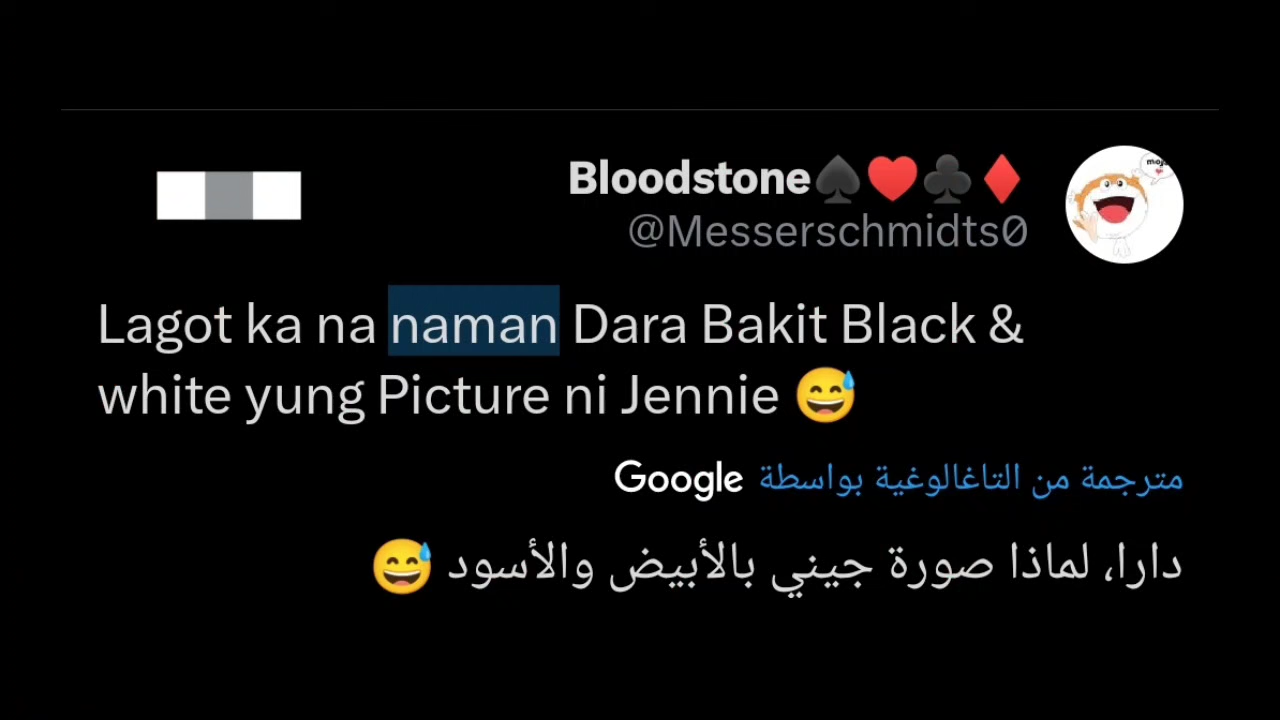 Bloodstone♠️❤️♣️♦️
@Messerschmidts0
Lagot ka na naman Dara Bakit Black &
white yung Picture ni Jennie 😅
مترجمة من التاغالوغية بواسطة Google
دارا، لماذا صورة جيني بالأبيض والأسود 😅